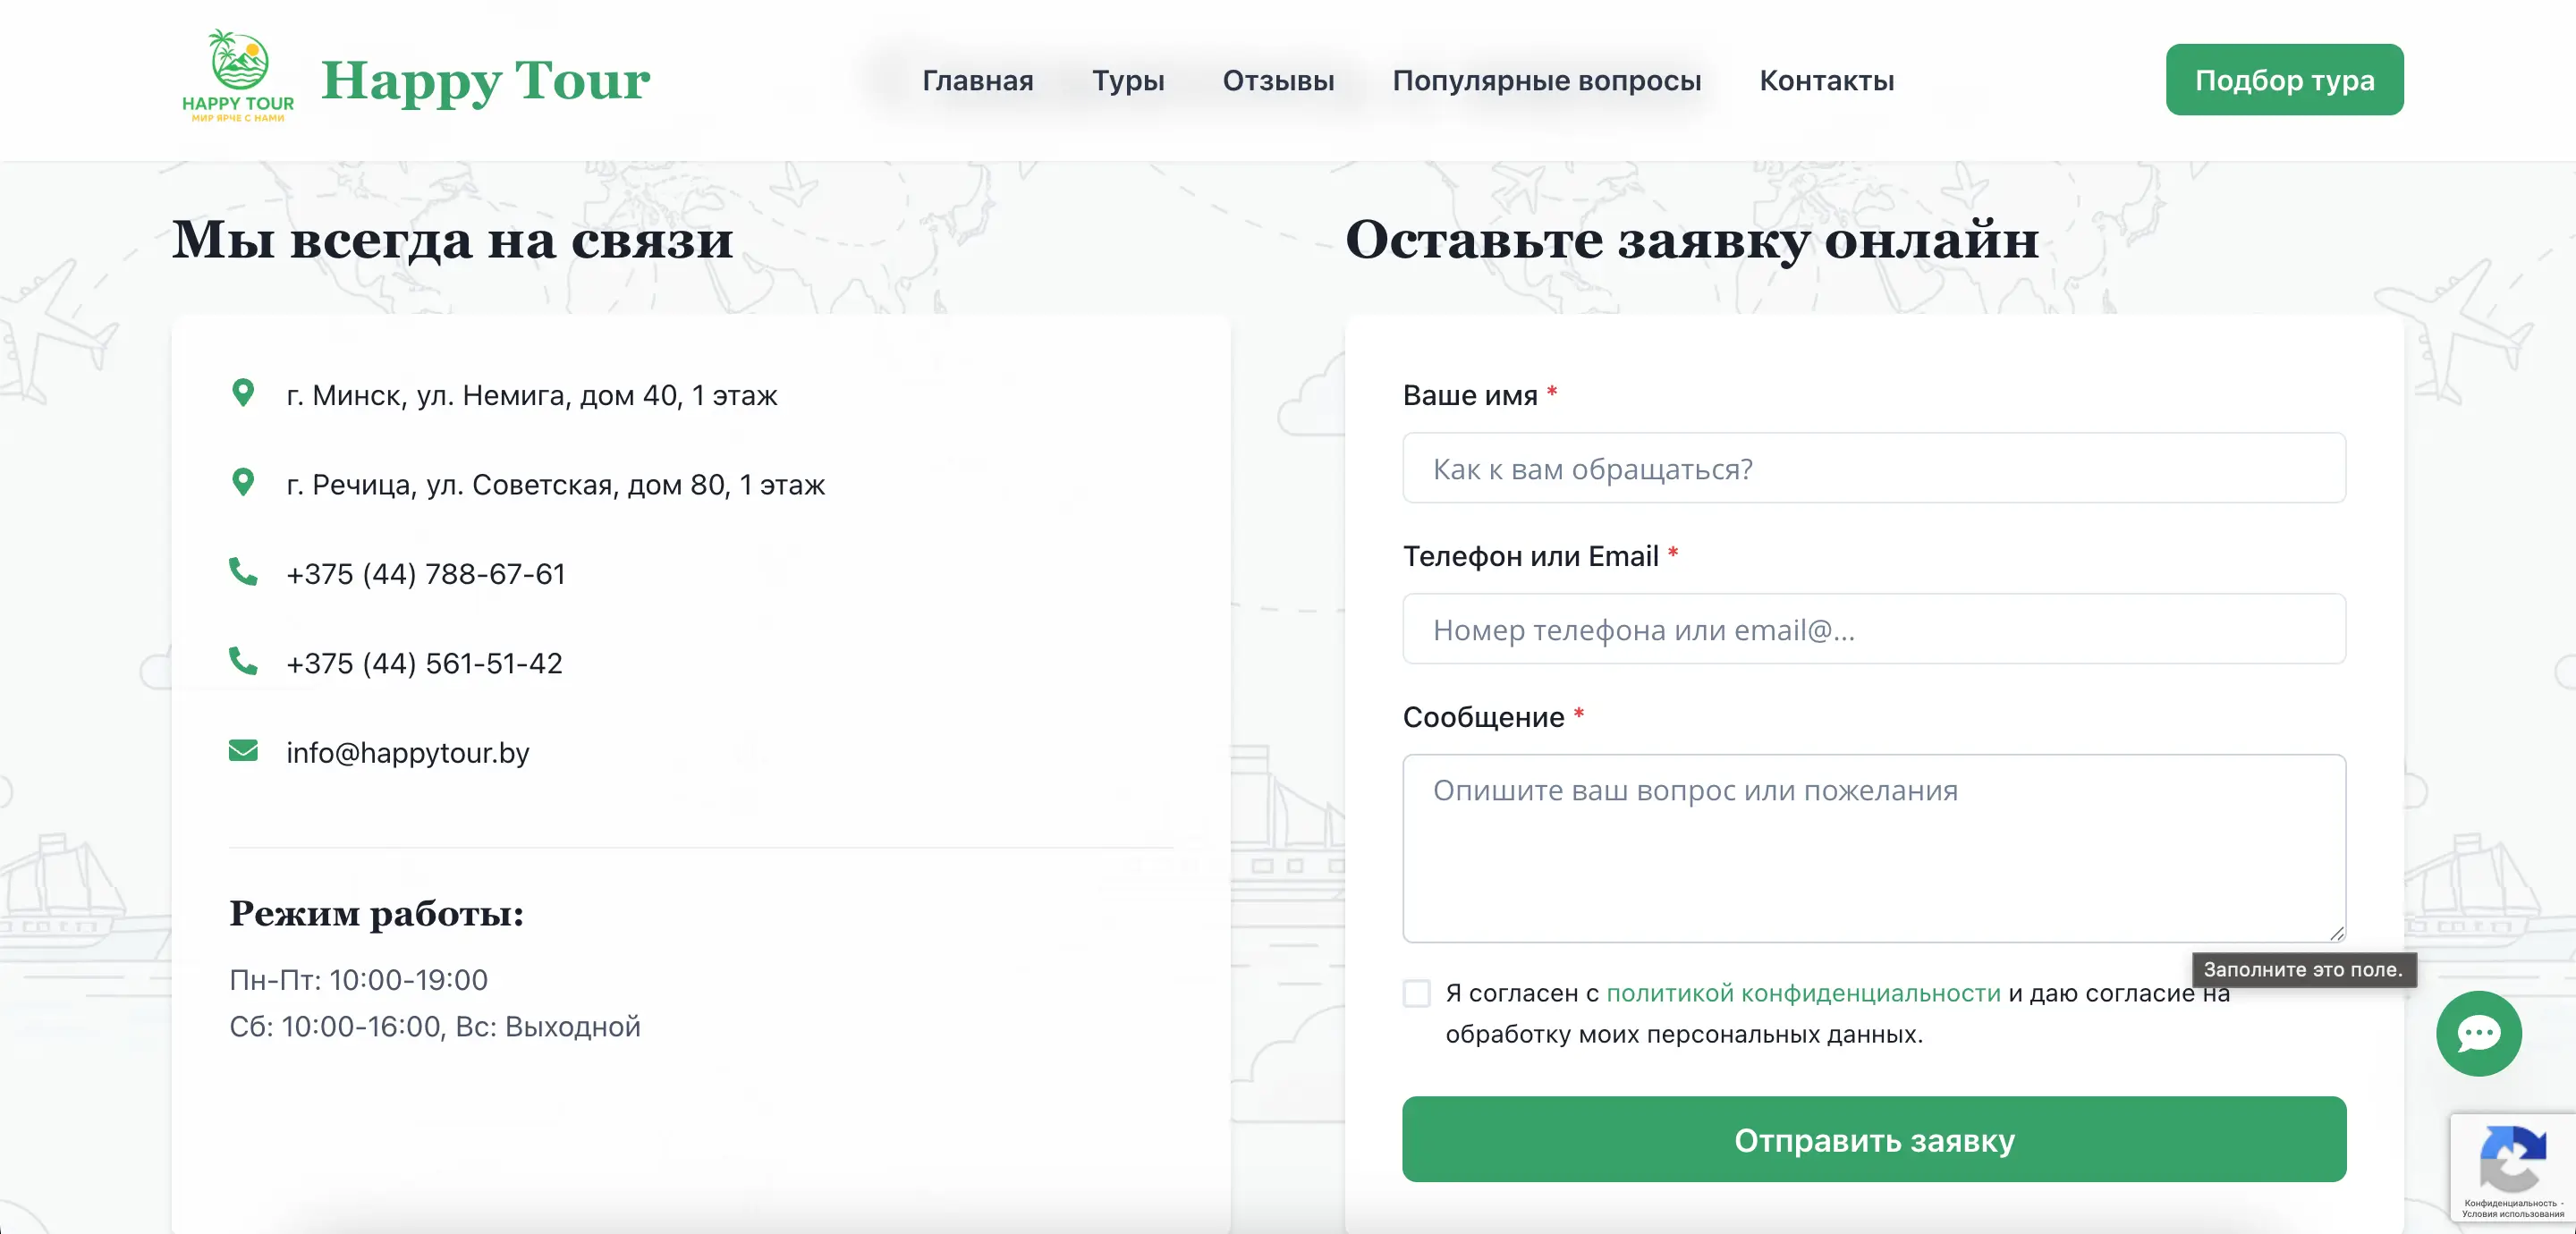 HAPPY TOUR
МИР ЯРЧЕ С НАМИ
Happy Tour
Главная
Туры
Отзывы
Популярные вопросы
Контакты
Подбор тура
Мы всегда на связи
г. Минск, ул. Немига, дом 40, 1 этаж
г. Речица, ул. Советская, дом 80, 1 этаж
+375 (44) 788-67-61
+375 (44) 561-51-42
info@happytour.by
Режим работы:
Пн-Пт: 10:00-19:00
Сб: 10:00-16:00, Вс: Выходной
Оставьте заявку онлайн
Ваше имя *
Как к вам обращаться?
Телефон или Email *
Номер телефона или email@...
Сообщение *
Опишите ваш вопрос или пожелания
Заполните это поле.
Я согласен с политикой конфиденциальности и даю согласие на
обработку моих персональных данных.
Отправить заявку
Конфиденциальность -
Условия использования